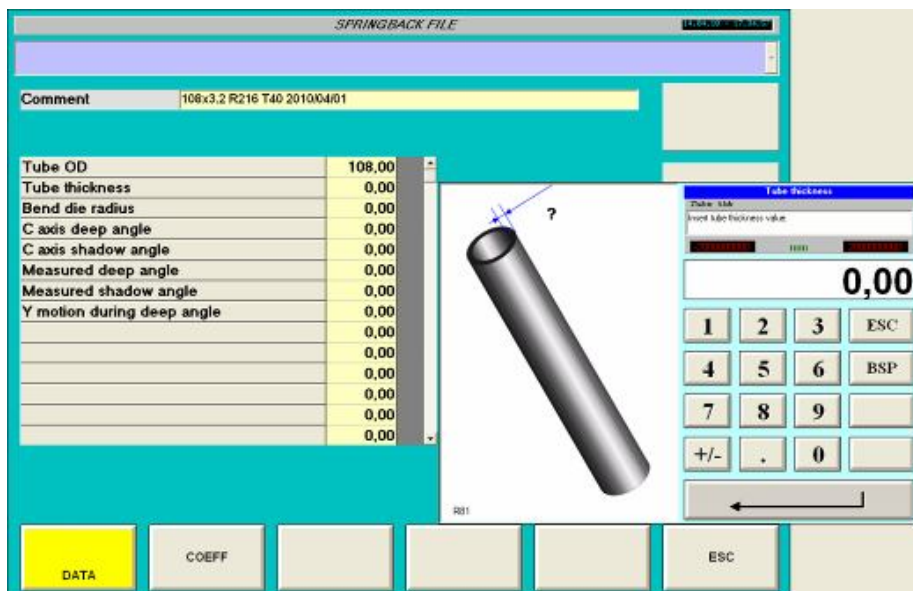 SPRINGBACK FILE
Comment 108x3.2 R216 T40 2010/04/01
Tube OD 108,00
Tube thickness 0,00
Bend die radius 0,00
C axis deep angle 0,00
C axis shadow angle 0,00
Measured deep angle 0,00
Measured shadow angle 0,00
Y motion during deep angle 0,00
0,00
0,00
0,00
0,00
0,00
0,00
?
R81
Tube thickness
Insert tube thickness value
mm
0,00
1 2 3 ESC
4 5 6 BSP
7 8 9
+/- . 0
DATA COEFF ESC